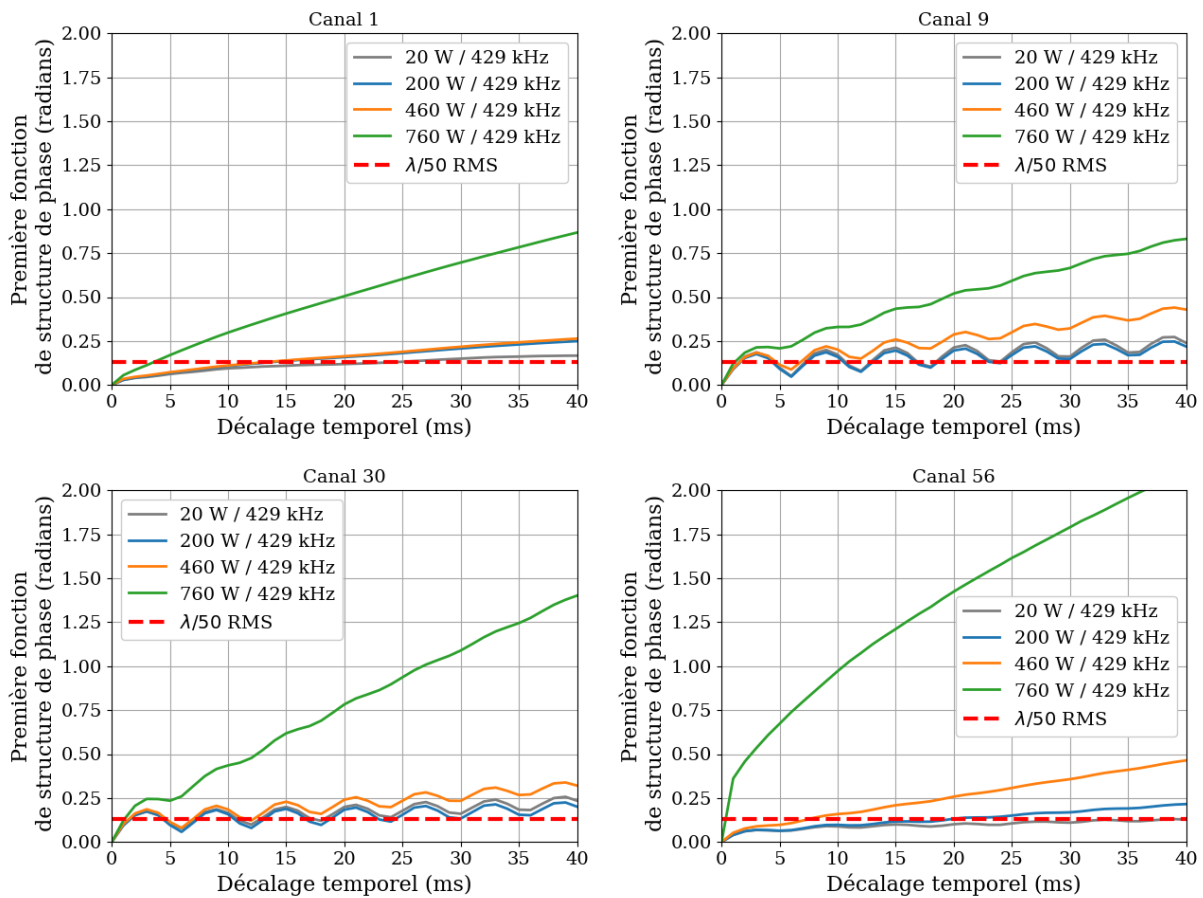 Canal 1
Première fonction
de structure de phase (radians)
2.00
1.75
1.50
1.25
1.00
0.75
0.50
0.25
0.00
20 W / 429 kHz
200 W / 429 kHz
460 W / 429 kHz
760 W / 429 kHz
λ/50 RMS
0 5 10 15 20 25 30 35 40
Décalage temporel (ms)
Canal 9
Première fonction
de structure de phase (radians)
2.00
1.75
1.50
1.25
1.00
0.75
0.50
0.25
0.00
20 W / 429 kHz
200 W / 429 kHz
460 W / 429 kHz
760 W / 429 kHz
λ/50 RMS
0 5 10 15 20 25 30 35 40
Décalage temporel (ms)
Canal 30
Première fonction
de structure de phase (radians)
2.00
1.75
1.50
1.25
1.00
0.75
0.50
0.25
0.00
20 W / 429 kHz
200 W / 429 kHz
460 W / 429 kHz
760 W / 429 kHz
λ/50 RMS
0 5 10 15 20 25 30 35 40
Décalage temporel (ms)
Canal 56
Première fonction
de structure de phase (radians)
2.00
1.75
1.50
1.25
1.00
0.75
0.50
0.25
0.00
20 W / 429 kHz
200 W / 429 kHz
460 W / 429 kHz
760 W / 429 kHz
λ/50 RMS
0 5 10 15 20 25 30 35 40
Décalage temporel (ms)